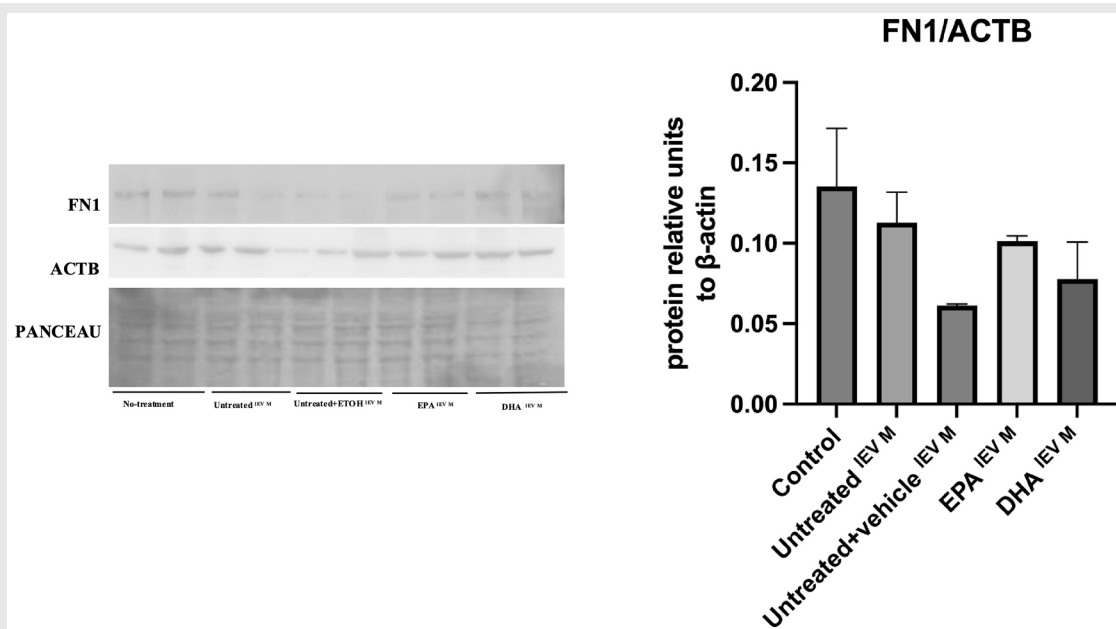 FN1
ACTB
PANCEAU
No-treatment
Untreated IEV M
Untreated+ETOH IEV M
EPA IEV M
DHA IEV M
FN1/ACTB
protein relative units
to β-actin
0.20
0.15
0.10
0.05
0.00
Control
Untreated IEV M
Untreated+vehicle IEV M
EPA IEV M
DHA IEV M